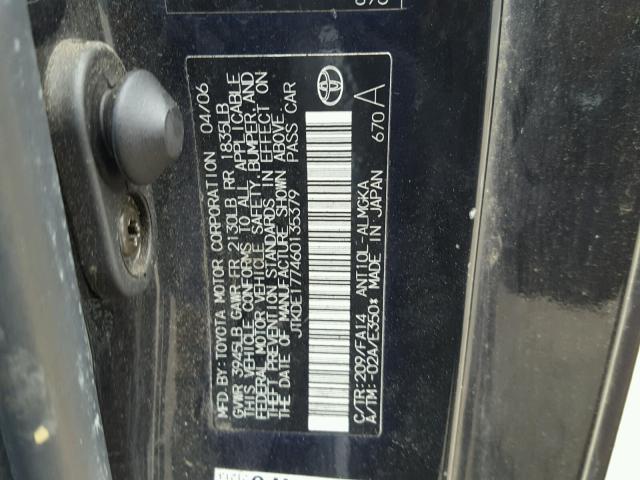 MFD.BY:TOYOTA MOTOR CORPORATION 04/06
GVWR 3945LB GAWR FR 2130LB RR 1835LB
THIS VEHICLE CONFORMS TO ALL APPLICABLE
FEDERAL MOTOR VEHICLE SAFETY, BUMPER, AND
THEFT PREVENTION STANDARDS IN EFFECT ON
THE DATE OF MANUFACTURE SHOWN ABOVE.
JTKDE177460135379 PASS CAR
C/TR:209/FA14 ANT10L-ALMGKA
A/TM:-02A/E350* MADE IN JAPAN 670 A